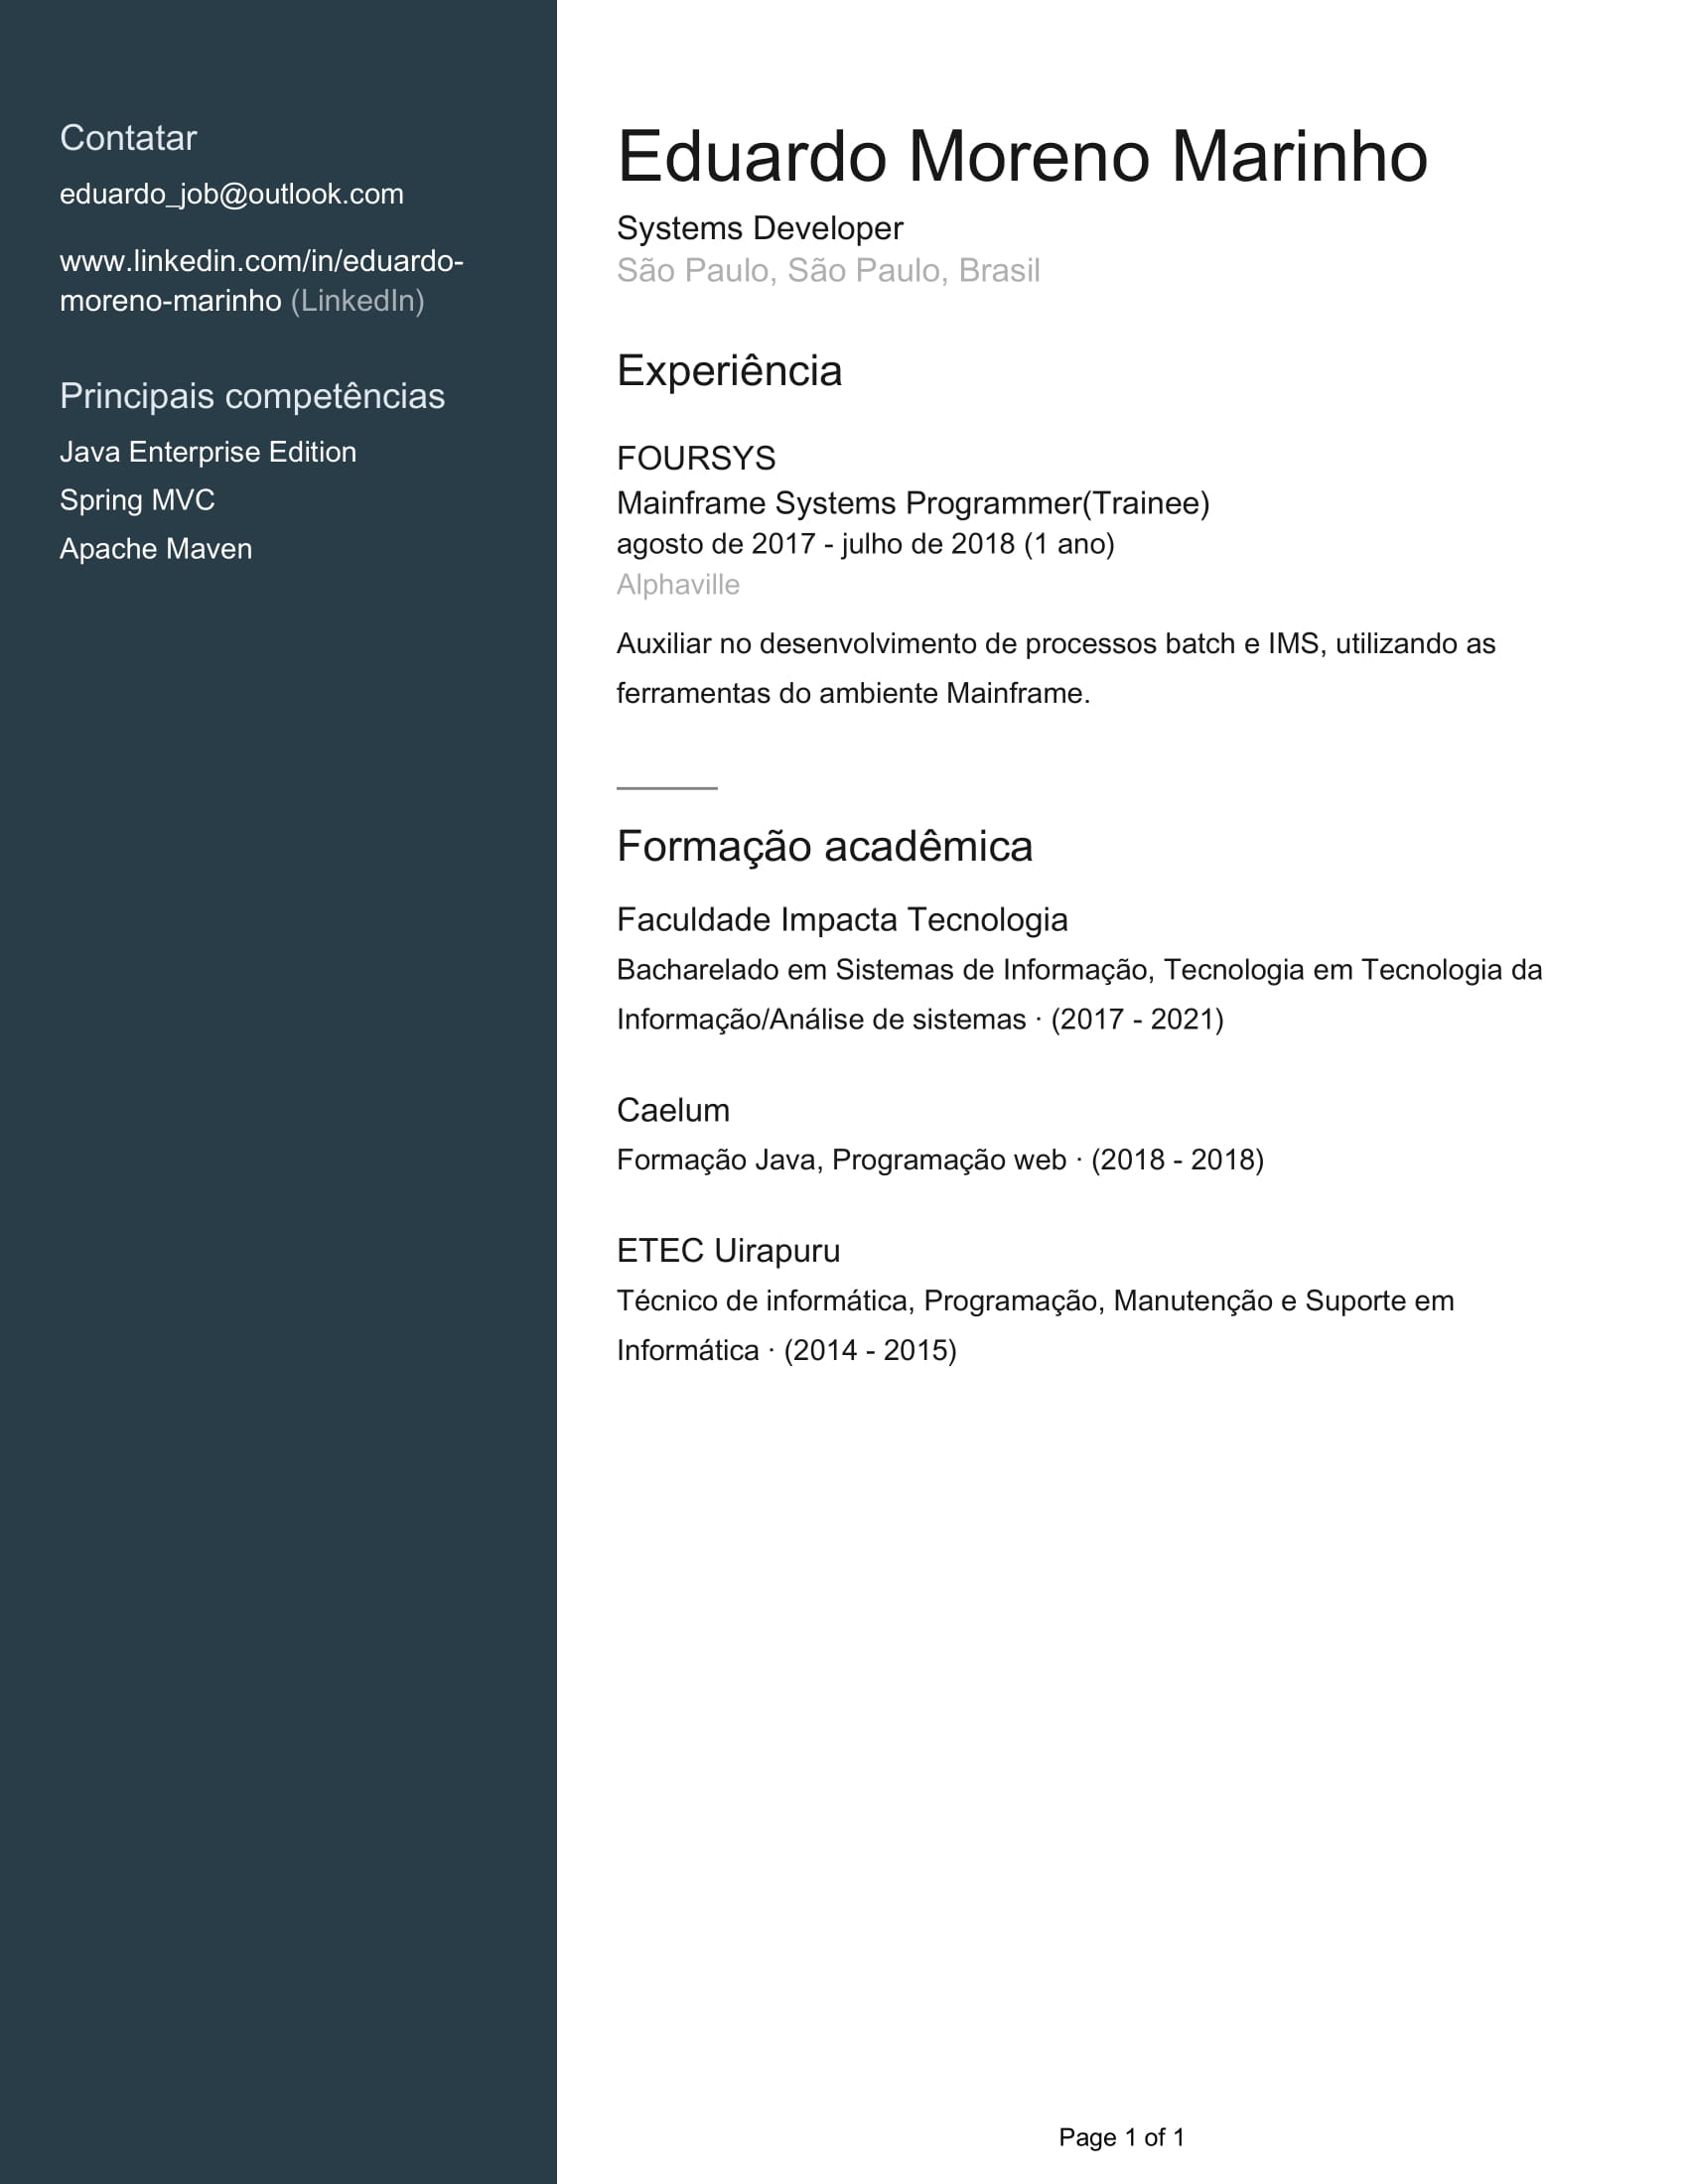 Contatar
eduardo_job@outlook.com
www.linkedin.com/in/eduardo-
moreno-marinho (LinkedIn)
Principais competências
Java Enterprise Edition
Spring MVC
Apache Maven
Eduardo Moreno Marinho
Systems Developer
São Paulo, São Paulo, Brasil
Experiência
FOURSYS
Mainframe Systems Programmer(Trainee)
agosto de 2017 - julho de 2018 (1 ano)
Alphaville
Auxiliar no desenvolvimento de processos batch e IMS, utilizando as
ferramentas do ambiente Mainframe.
Formação acadêmica
Faculdade Impacta Tecnologia
Bacharelado em Sistemas de Informação, Tecnologia em Tecnologia da
Informação/Análise de sistemas · (2017 - 2021)
Caelum
Formação Java, Programação web · (2018 - 2018)
ETEC Uirapuru
Técnico de informática, Programação, Manutenção e Suporte em
Informática · (2014 - 2015)
Page 1 of 1